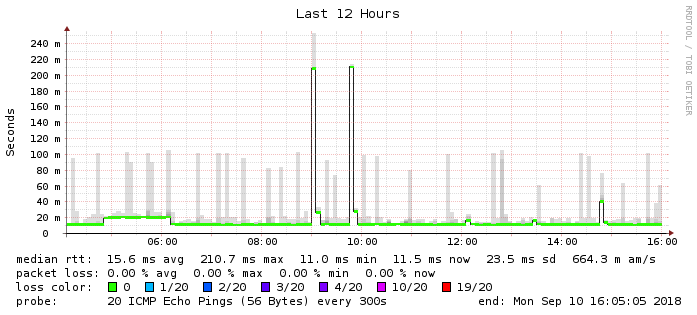 Last 12 Hours
RRDTOOL / TOBI OETIKER
Seconds
240 m
220 m
200 m
180 m
160 m
140 m
120 m
100 m
80 m
60 m
40 m
20 m
0
06:00 08:00 10:00 12:00 14:00 16:00
median rtt: 15.6 ms avg 210.7 ms max 11.0 ms min 11.5 ms now 23.5 ms sd 664.3 m am/s
packet loss: 0.00 % avg 0.00 % max 0.00 % min 0.00 % now
loss color: 0 1/20 2/20 3/20 4/20 10/20 19/20
probe: 20 ICMP Echo Pings (56 Bytes) every 300s end: Mon Sep 10 16:05:05 2018